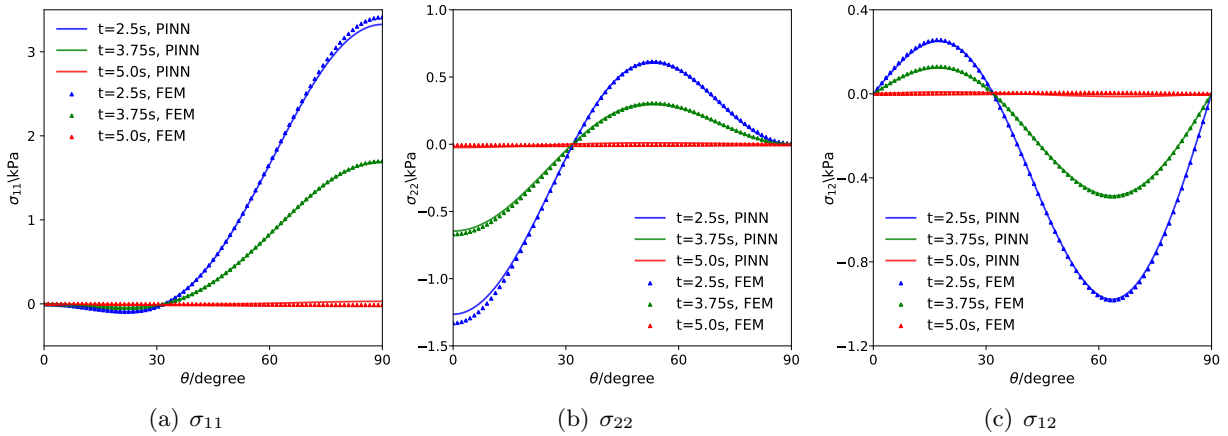 3
2
1
0
σ11\kPa
t=2.5s, PINN
t=3.75s, PINN
t=5.0s, PINN
t=2.5s, FEM
t=3.75s, FEM
t=5.0s, FEM
0 30 60 90
θ/degree
(a) σ11
1.0
0.5
0.0
−0.5
−1.0
−1.5
σ22\kPa
t=2.5s, PINN
t=3.75s, PINN
t=5.0s, PINN
t=2.5s, FEM
t=3.75s, FEM
t=5.0s, FEM
0 30 60 90
θ/degree
(b) σ22
0.4
0.0
−0.4
−0.8
−1.2
σ12\kPa
t=2.5s, PINN
t=3.75s, PINN
t=5.0s, PINN
t=2.5s, FEM
t=3.75s, FEM
t=5.0s, FEM
0 30 60 90
θ/degree
(c) σ12